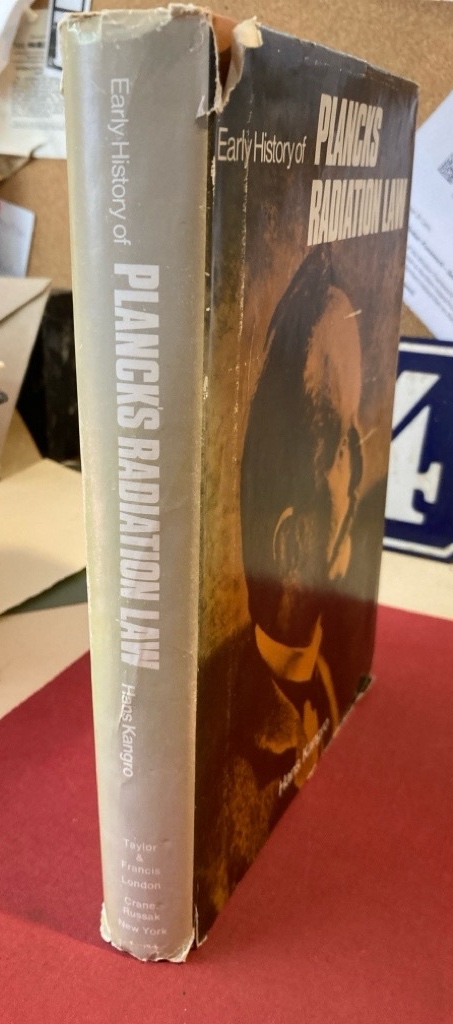 Early History of
PLANCKS RADIATION LAW
Hans Kangro
Taylor
&
Francis
London
Crane
Russak
New York
Early History of
PLANCKS
RADIATION LAW
Hans Kangro
4